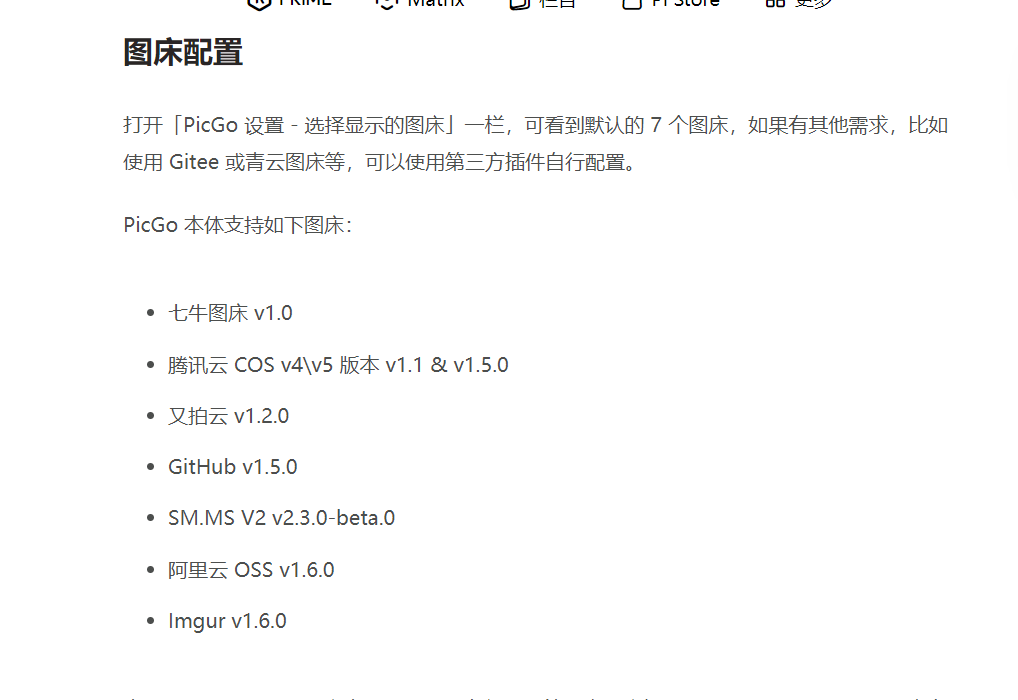 PRIME Matrix 栏目 Pi Store 更多
图床配置
打开「PicGo 设置 - 选择显示的图床」一栏，可看到默认的 7 个图床，如果有其他需求，比如
使用 Gitee 或青云图床等，可以使用第三方插件自行配置。
PicGo 本体支持如下图床：
七牛图床 v1.0
腾讯云 COS v4\v5 版本 v1.1 & v1.5.0
又拍云 v1.2.0
GitHub v1.5.0
SM.MS V2 v2.3.0-beta.0
阿里云 OSS v1.6.0
Imgur v1.6.0